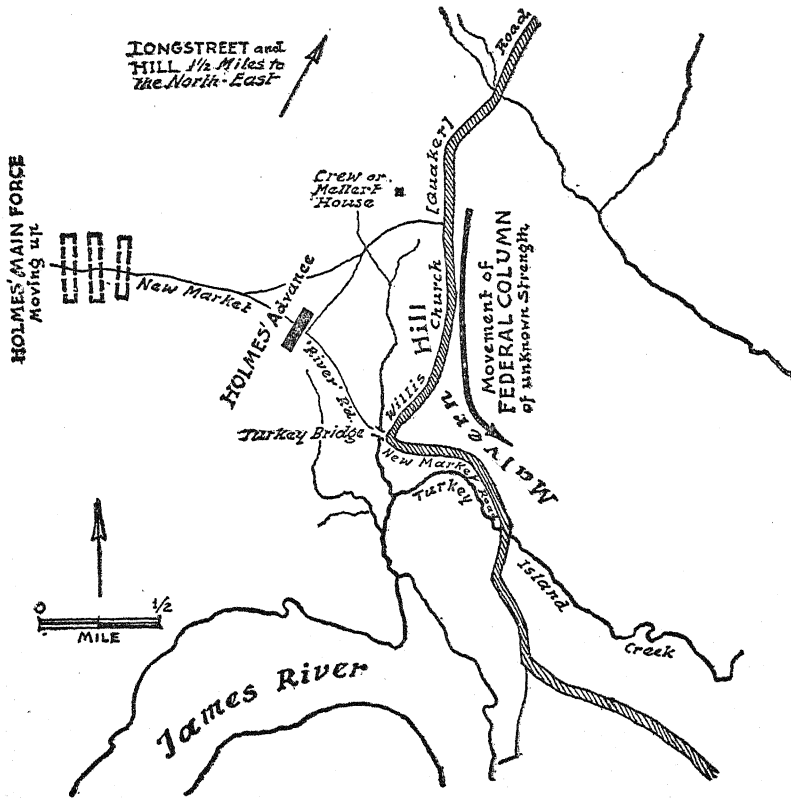 LONGSTREET and
HILL 1½ Miles to
the North-East
Road
[Quaker]
Crew or
Mellert
House
HOLMES' MAIN FORCE
Moving up
New Market
HOLMES' Advance
'River' R'd.
Church
Hill
Movement of
FEDERAL COLUMN
of unknown Strength
Willis
Malvern
Turkey Bridge
New Market Road
Turkey
Island
Creek
0 1/2
MILE
James River